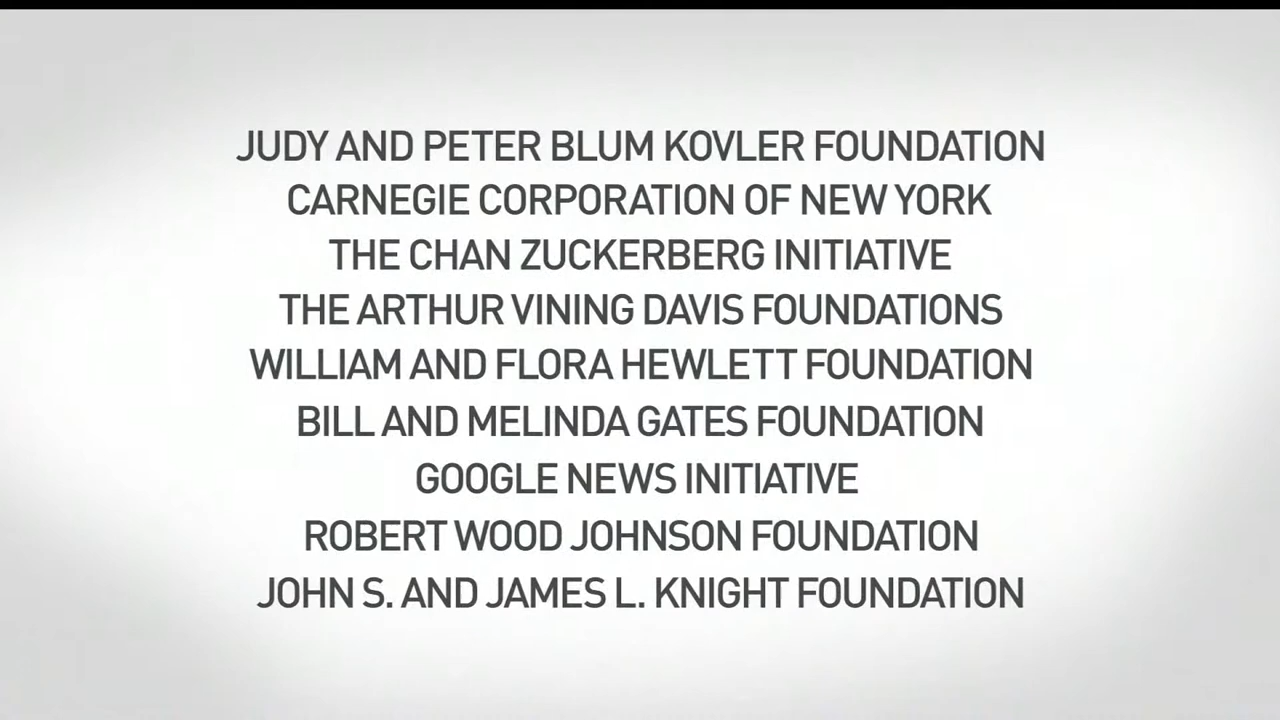 JUDY AND PETER BLUM KOVLER FOUNDATION
CARNEGIE CORPORATION OF NEW YORK
THE CHAN ZUCKERBERG INITIATIVE
THE ARTHUR VINING DAVIS FOUNDATIONS
WILLIAM AND FLORA HEWLETT FOUNDATION
BILL AND MELINDA GATES FOUNDATION
GOOGLE NEWS INITIATIVE
ROBERT WOOD JOHNSON FOUNDATION
JOHN S. AND JAMES L. KNIGHT FOUNDATION